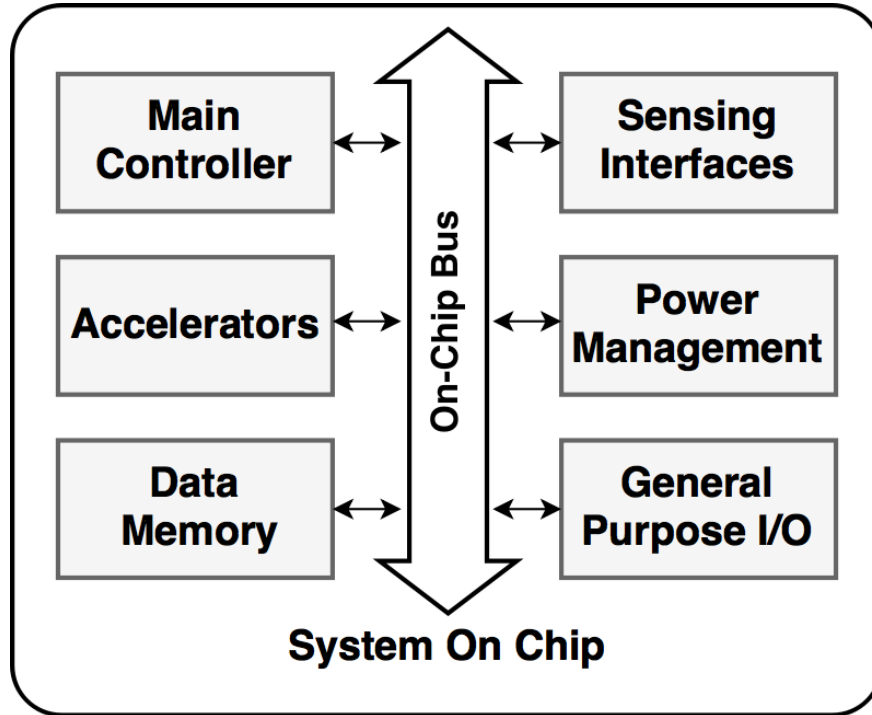 Main
Controller
Accelerators
Data
Memory
On-Chip Bus
Sensing
Interfaces
Power
Management
General
Purpose I/O
System On Chip